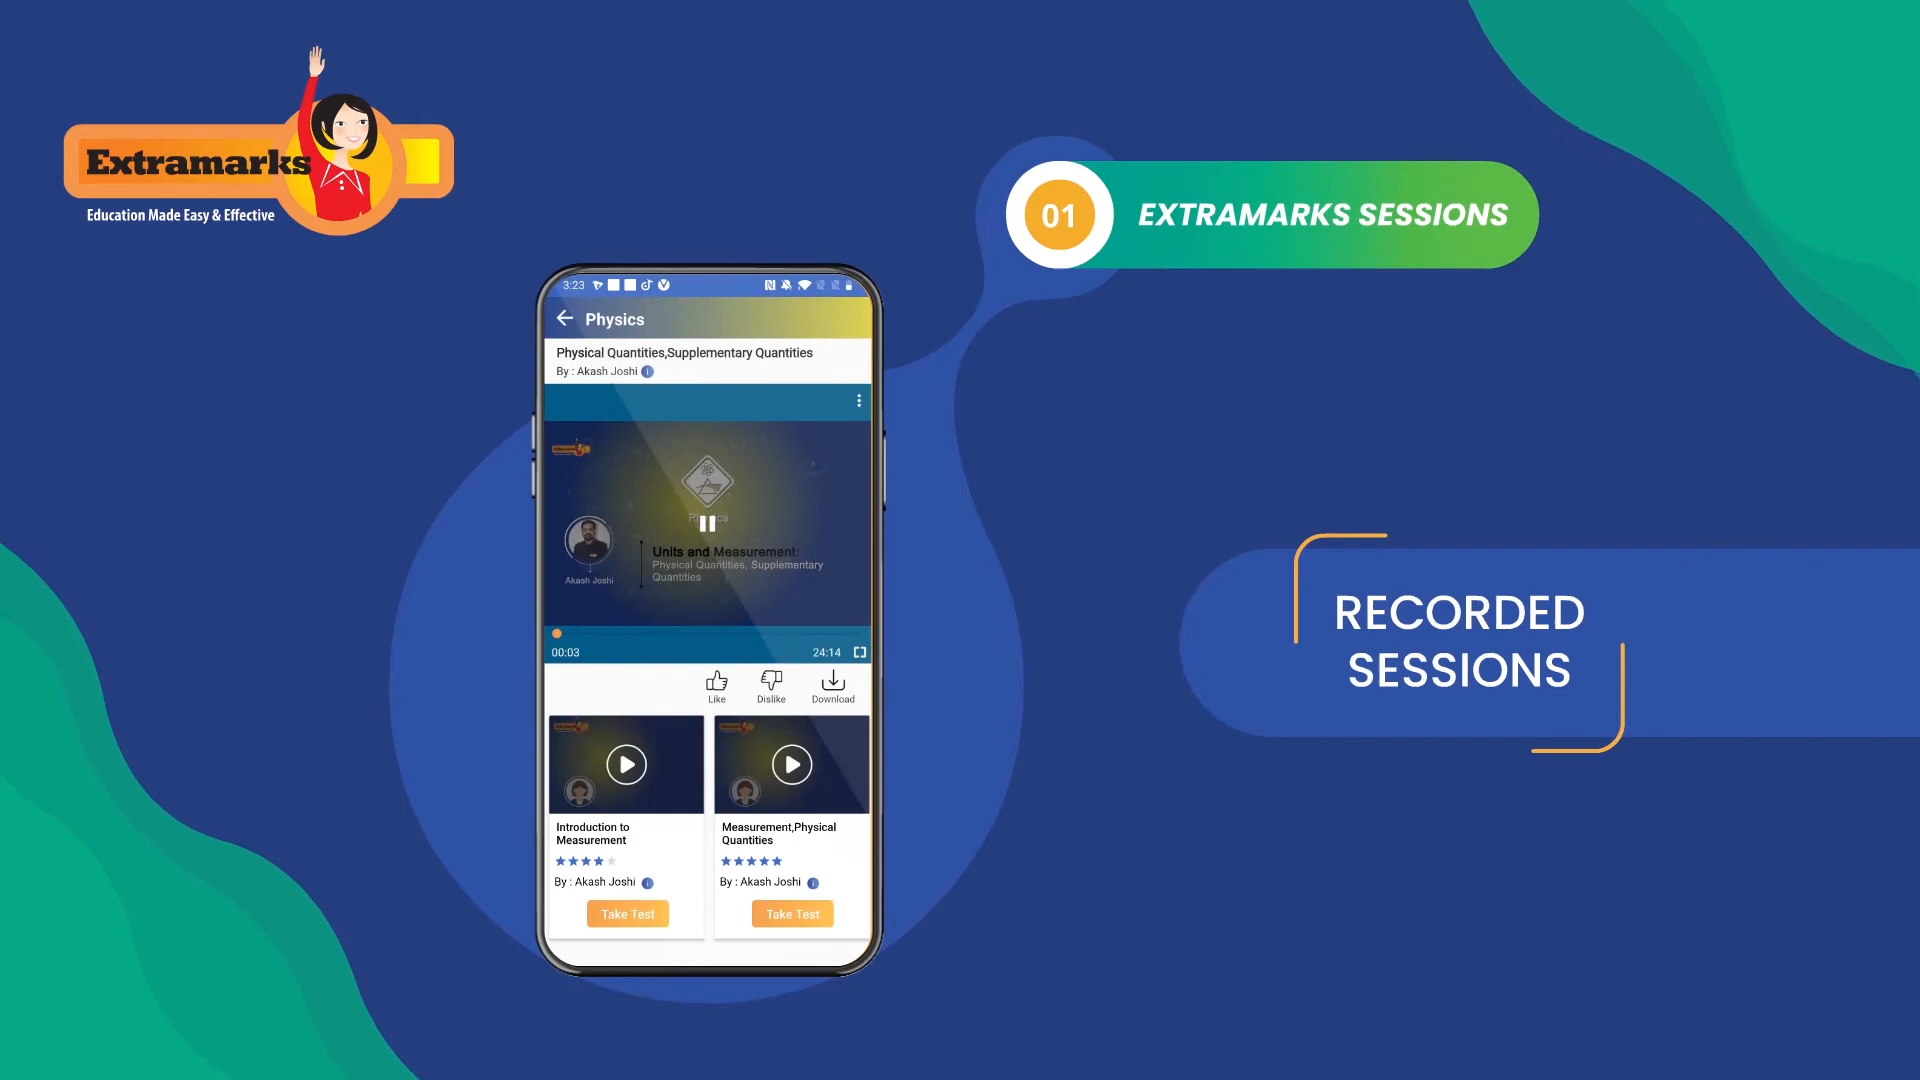 Extramarks
Education Made Easy & Effective
01
EXTRAMARKS SESSIONS
3:23
Physics
Physical Quantities,Supplementary Quantities
By : Akash Joshi
Physics
Units and Measurement:
Physical Quantities, Supplementary
Quantities
Akash Joshi
00:03
24:14
Like
Dislike
Download
Introduction to
Measurement
By : Akash Joshi
Take Test
Measurement,Physical
Quantities
By : Akash Joshi
Take Test
RECORDED
SESSIONS